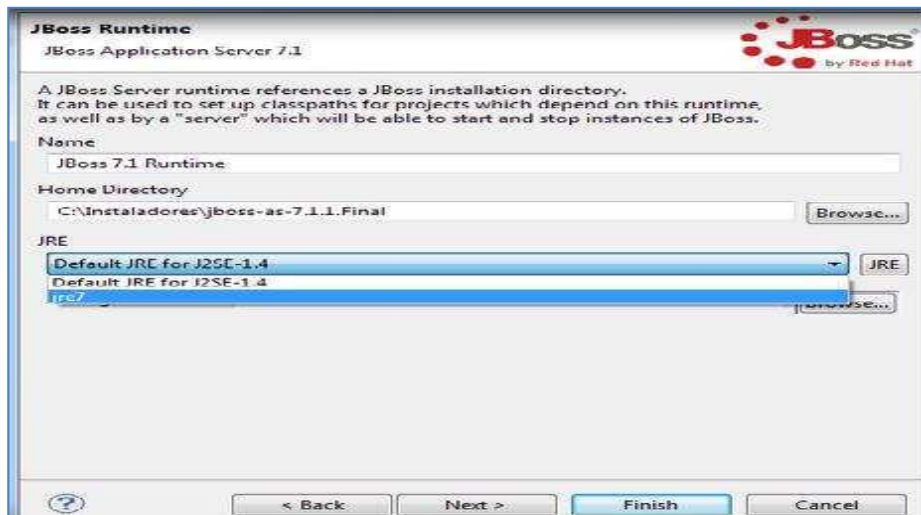 JBoss Runtime
JBoss Application Server 7.1
JBoss
by Red Hat
A JBoss Server runtime references a JBoss installation directory.
It can be used to set up classpaths for projects which depend on this runtime,
as well as by a "server" which will be able to start and stop instances of JBoss.
Name
JBoss 7.1 Runtime
Home Directory
C:\Instaladores\jboss-as-7.1.1.Final
Browse...
JRE
Default JRE for J2SE-1.4
JRE
Default JRE for J2SE-1.4
jre7
Browse...
< Back
Next >
Finish
Cancel